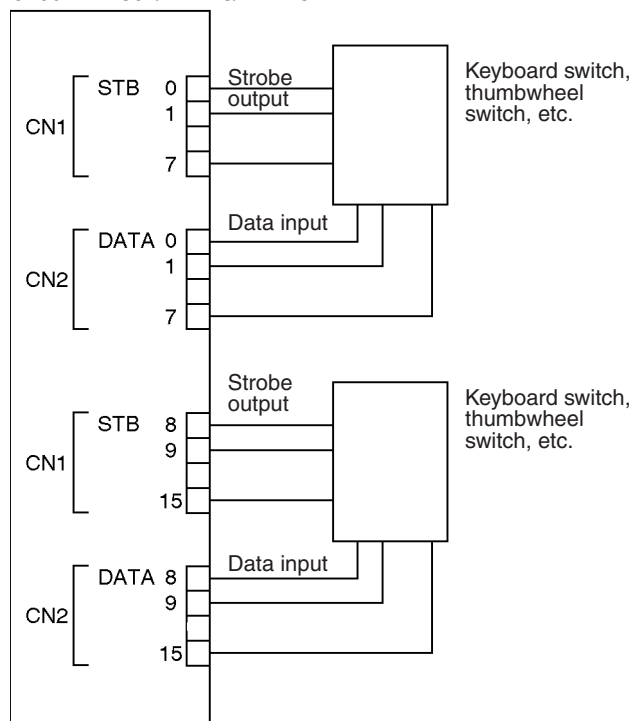 STB 0
Strobe
output
Keyboard switch,
thumbwheel
switch, etc.
1
CN1
7
DATA 0
Data input
1
CN2
7
Strobe
output
Keyboard switch,
thumbwheel
switch, etc.
STB 8
9
CN1
15
DATA 8
Data input
9
CN2
15